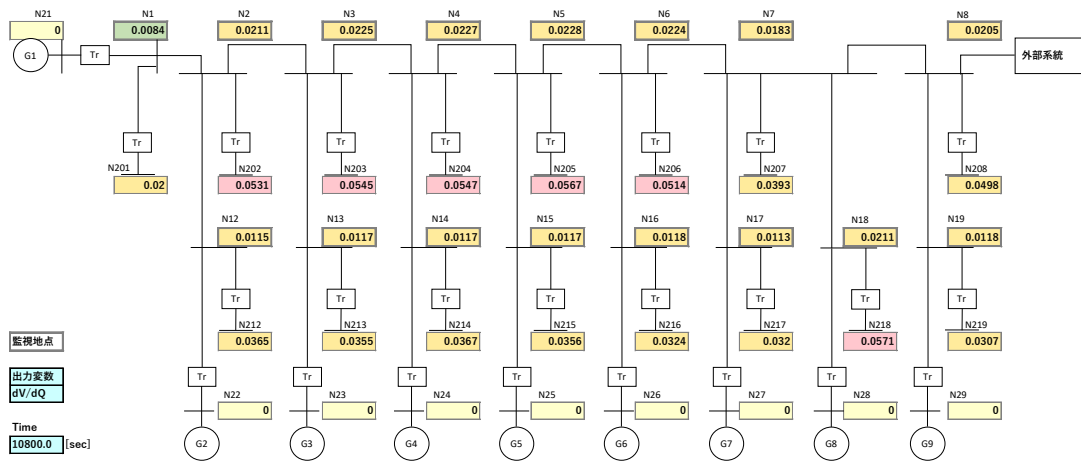 N21 N1 N2 N3 N4 N5 N6 N7 N8
0 0.0084 0.0211 0.0225 0.0227 0.0228 0.0224 0.0183 0.0205
G1 Tr 外部系統
Tr Tr Tr Tr Tr Tr Tr Tr
N201 N202 N203 N204 N205 N206 N207 N208
0.02 0.0531 0.0545 0.0547 0.0567 0.0514 0.0393 0.0498
N12 N13 N14 N15 N16 N17 N18 N19
0.0115 0.0117 0.0117 0.0117 0.0118 0.0113 0.0211 0.0118
Tr Tr Tr Tr Tr Tr Tr Tr
N212 N213 N214 N215 N216 N217 N218 N219
監視地点 0.0365 0.0355 0.0367 0.0356 0.0324 0.032 0.0571 0.0307
出力変数
dV/dQ
Tr Tr Tr Tr Tr Tr Tr Tr
N22 N23 N24 N25 N26 N27 N28 N29
0 0 0 0 0 0 0 0
Time
10800.0 [sec]
G2 G3 G4 G5 G6 G7 G8 G9